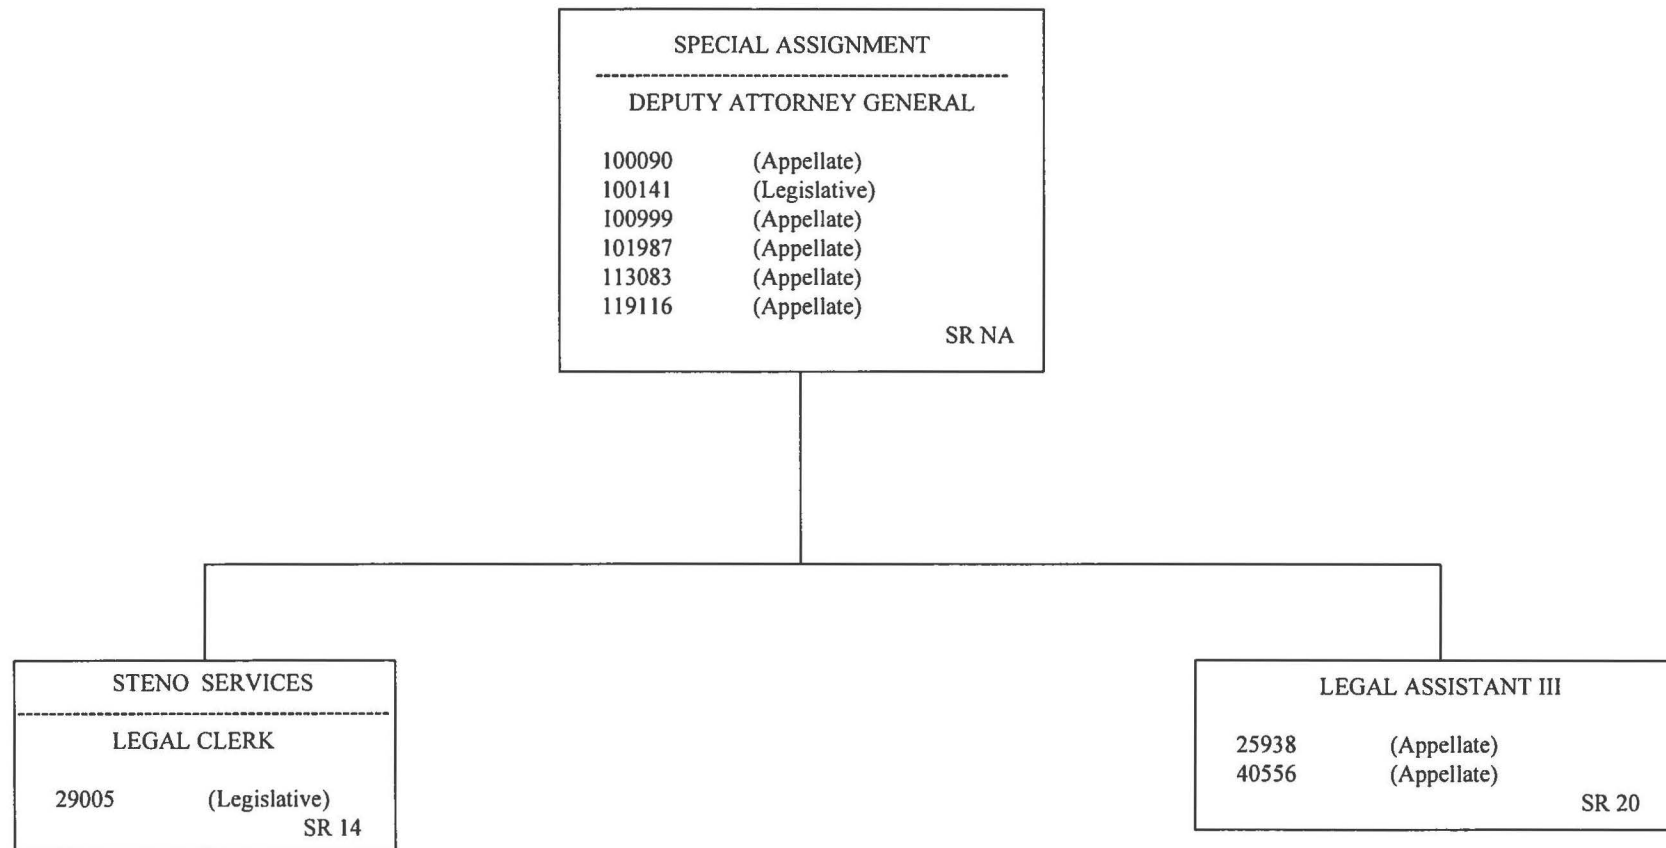 SPECIAL ASSIGNMENT
DEPUTY ATTORNEY GENERAL
100090 (Appellate)
100141 (Legislative)
100999 (Appellate)
101987 (Appellate)
113083 (Appellate)
119116 (Appellate)
SR NA
STENO SERVICES
LEGAL CLERK
29005 (Legislative)
SR 14
LEGAL ASSISTANT III
25938 (Appellate)
40556 (Appellate)
SR 20